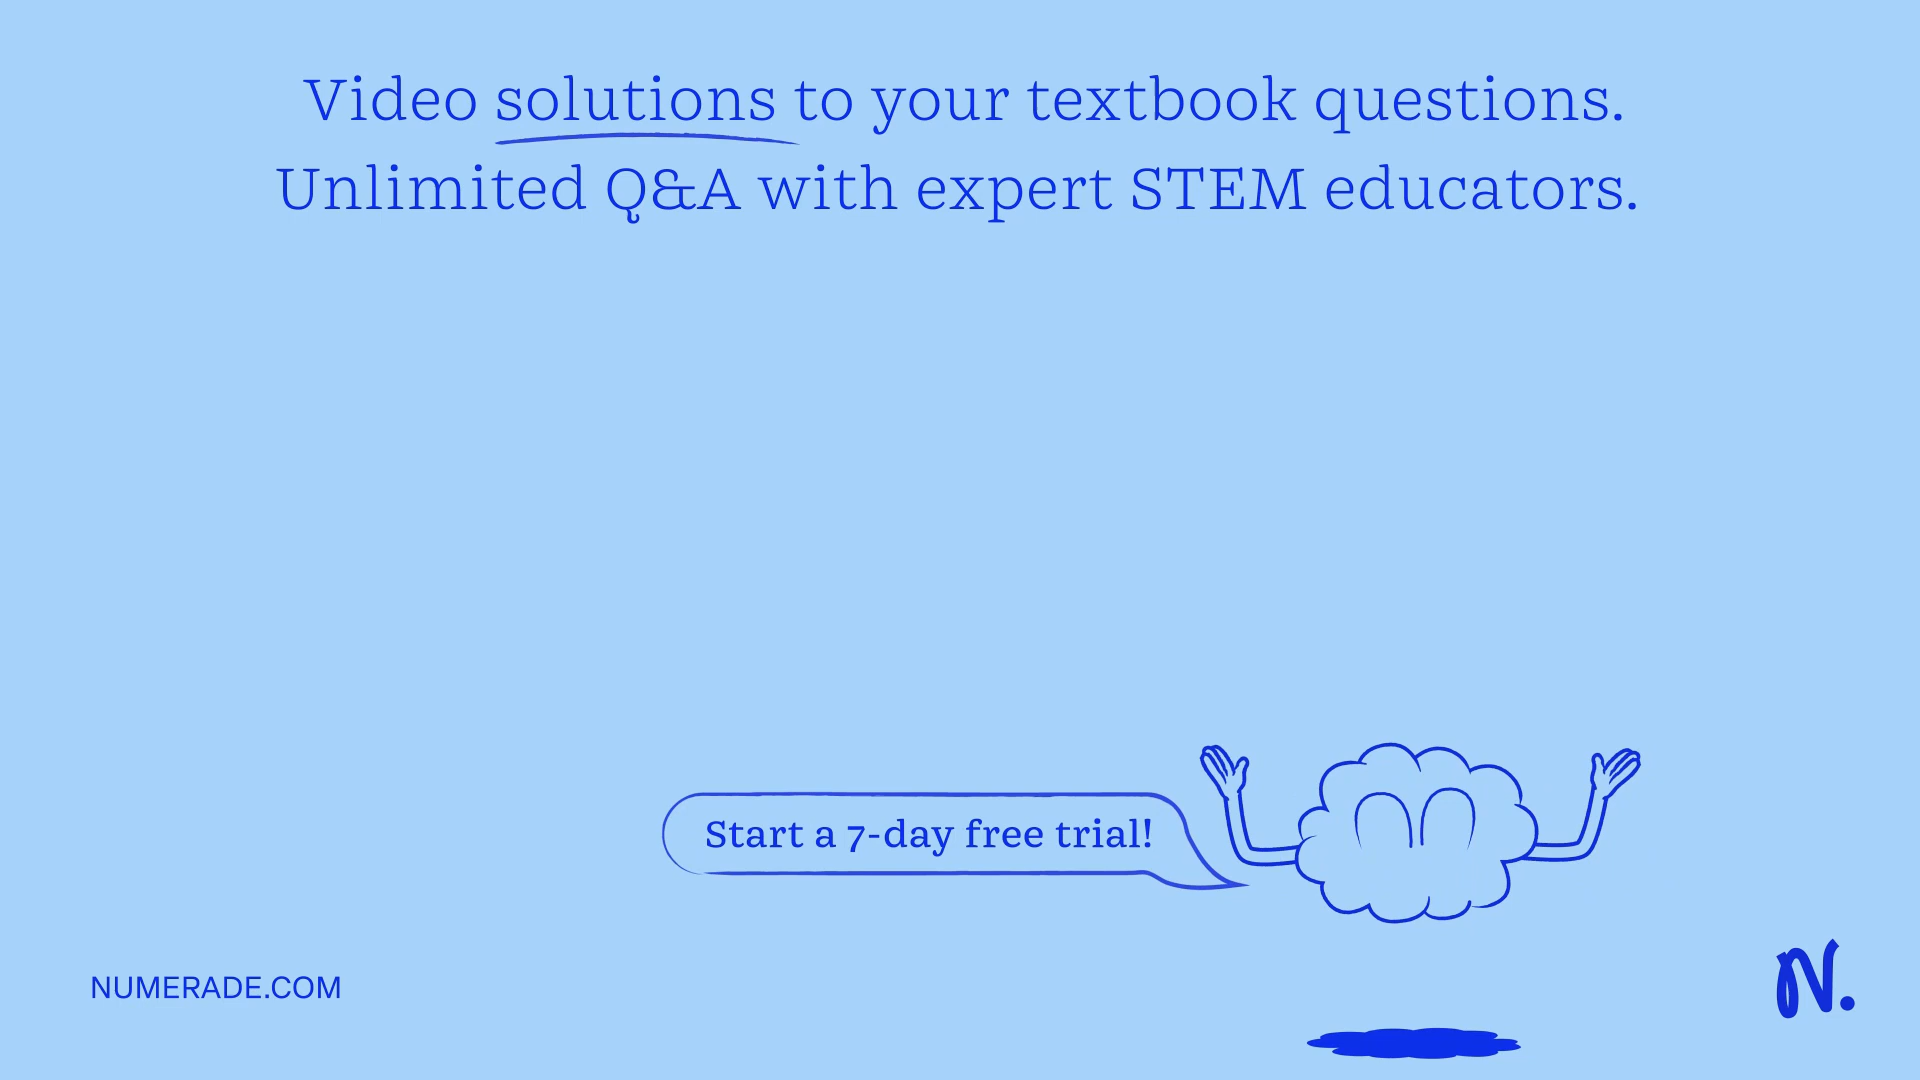 Video solutions to your textbook questions.
Unlimited Q&A with expert STEM educators.
Start a 7-day free trial!
NUMERADE.COM
N.